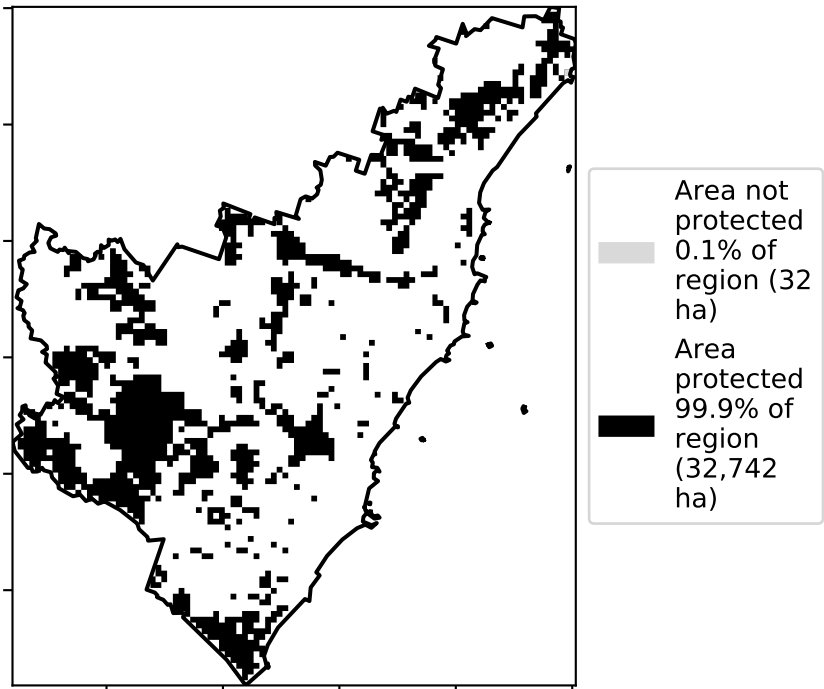 Area not
protected
0.1% of
region (32
ha)
Area
protected
99.9% of
region
(32,742
ha)